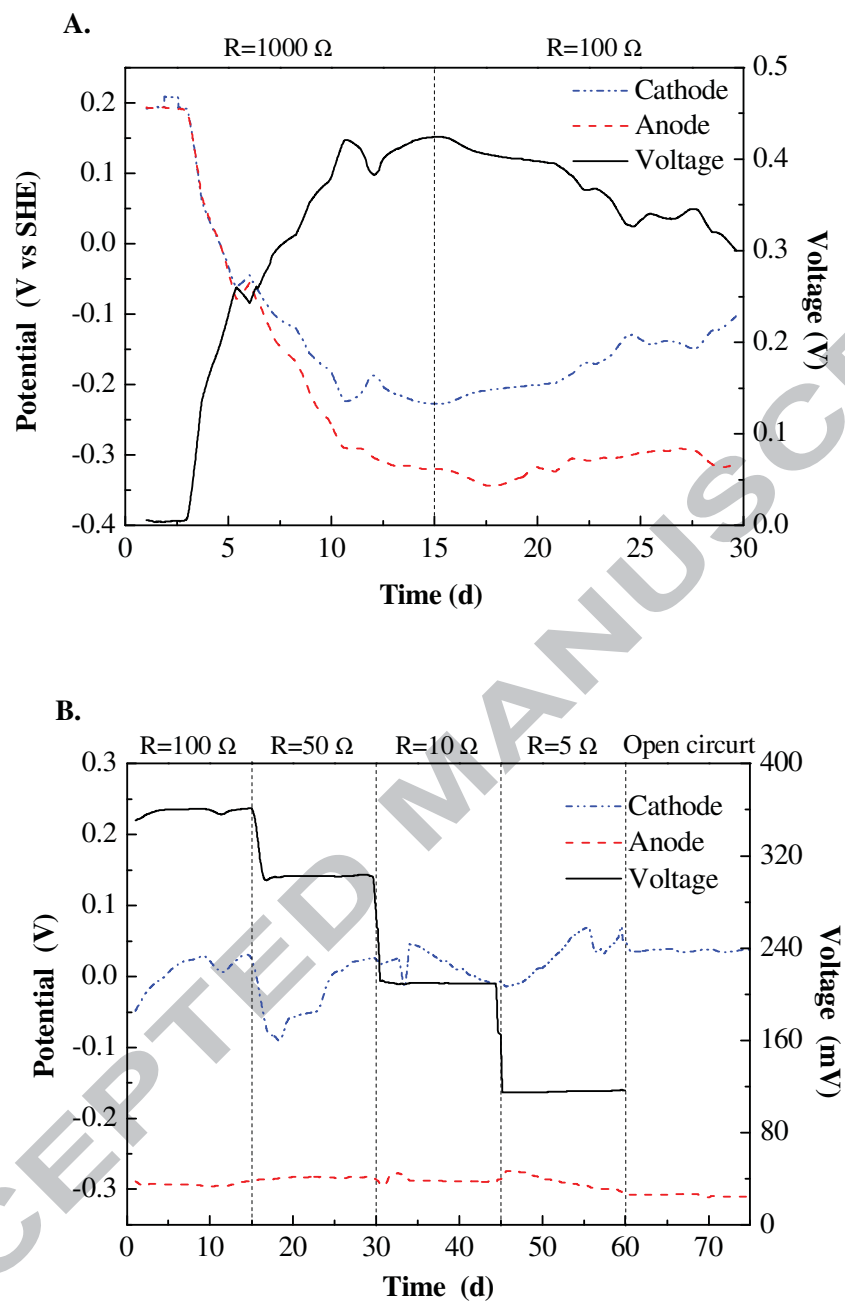 A.
R=1000 Ω R=100 Ω
Cathode
Anode
Voltage
0.2
0.1
0.0
-0.1
-0.2
-0.3
-0.4
Potential (V vs SHE)
0.5
0.4
0.3
0.2
0.1
0.0
Voltage (V)
0 5 10 15 20 25 30
Time (d)
B.
R=100 Ω R=50 Ω R=10 Ω R=5 Ω Open circurt
Cathode
Anode
Voltage
0.3
0.2
0.1
0.0
-0.1
-0.2
-0.3
Potential (V)
400
320
240
160
80
0
Voltage (mV)
0 10 20 30 40 50 60 70
Time (d)
CEPTED MANUSCR